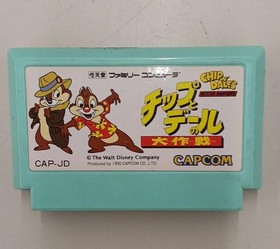 任天堂 ファミリーコンピュータ
CHIP 'N DALE'S
チップと
デールの
大作戦
CAP-JD
© The Walt Disney Company
Produced by 1990 CAPCOM CO., LTD.
CAPCOM